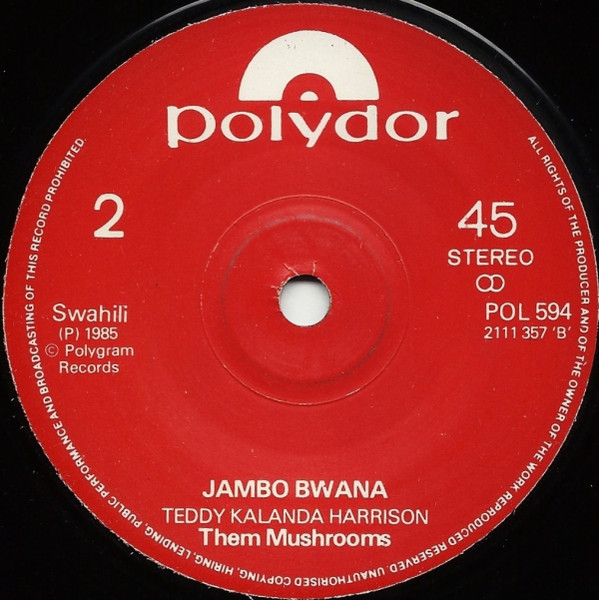 polydor
2
45
STEREO
∞
POL 594
2111 357 'B'
Swahili
(P) 1985
© Polygram
Records
JAMBO BWANA
TEDDY KALANDA HARRISON
Them Mushrooms
ALL RIGHTS OF THE PRODUCER AND OF THE OWNER OF THE WORK REPRODUCED RESERVED. UNAUTHORISED COPYING, HIRING, LENDING, PUBLIC PERFORMANCE AND BROADCASTING OF THIS RECORD PROHIBITED.